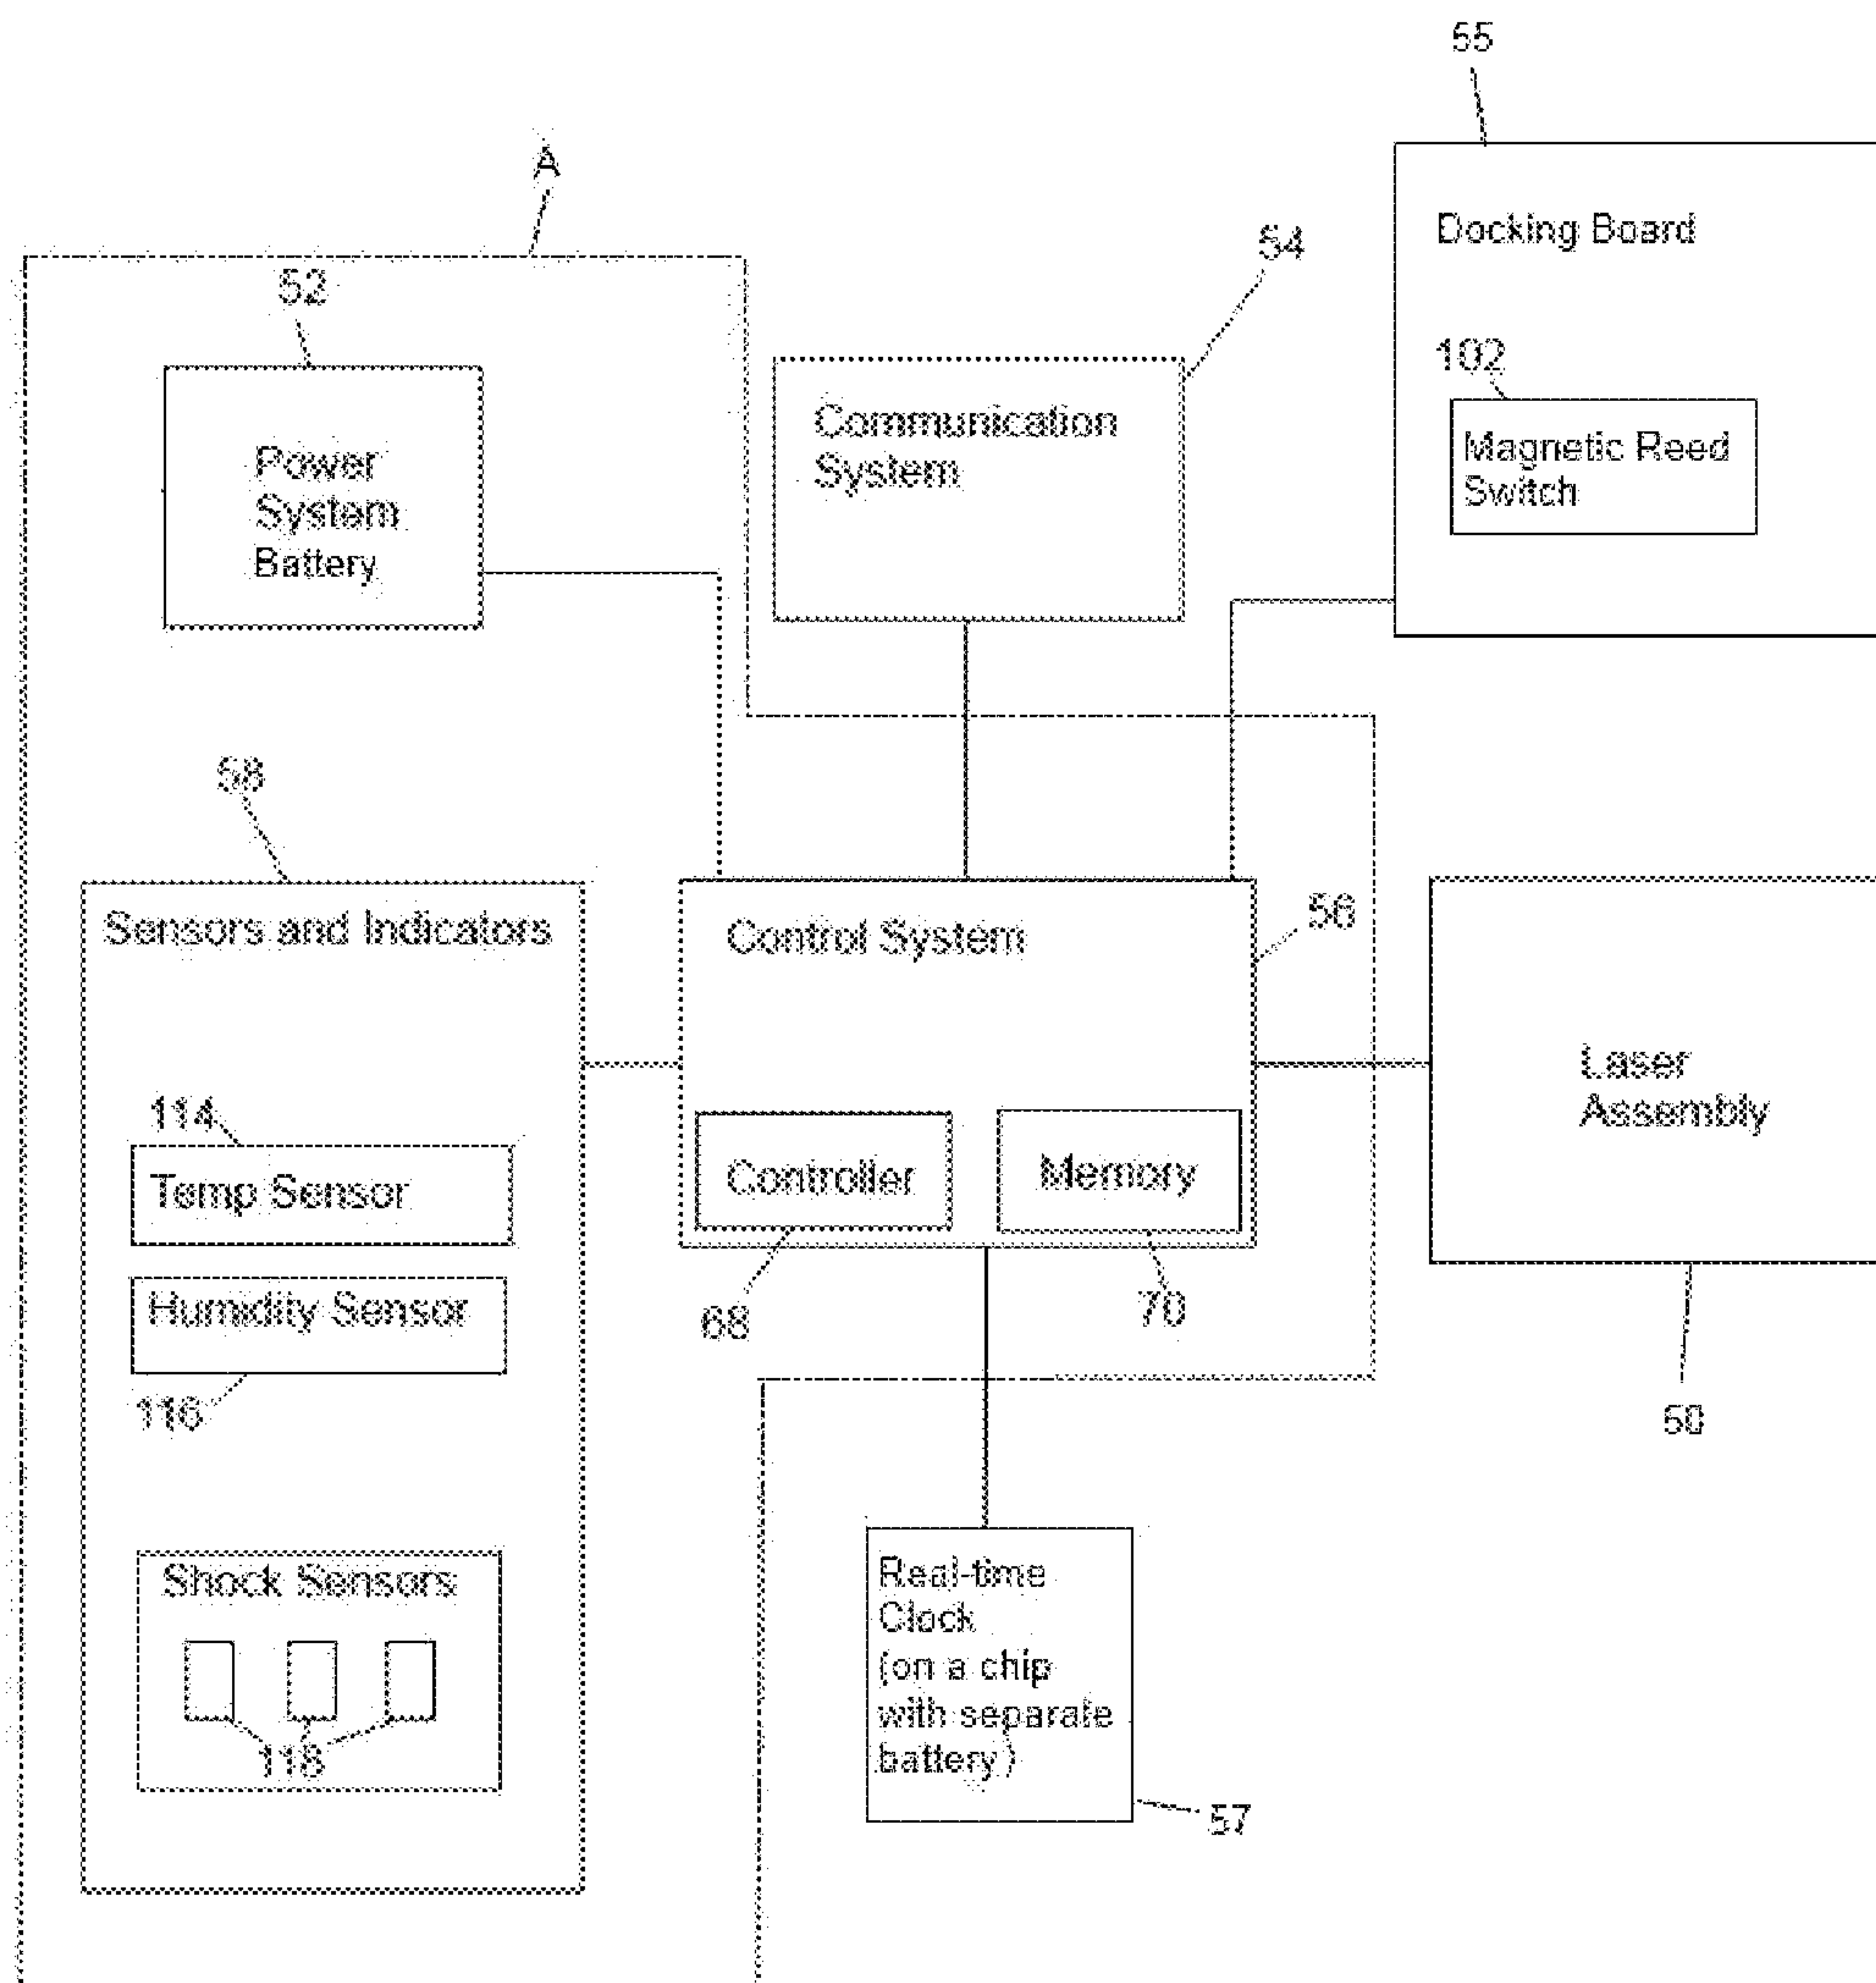 55
A
Docking Board
54
52
102
Communication
System
Magnetic Reed
Switch
Power
System
Battery
58
56
Sensors and Indicators
Control System
Laser
Assembly
114
Temp Sensor
Controller
Memory
Humidity Sensor
68
70
116
50
Shock Sensors
Real-time
Clock
(on a chip
with separate
battery)
118
57